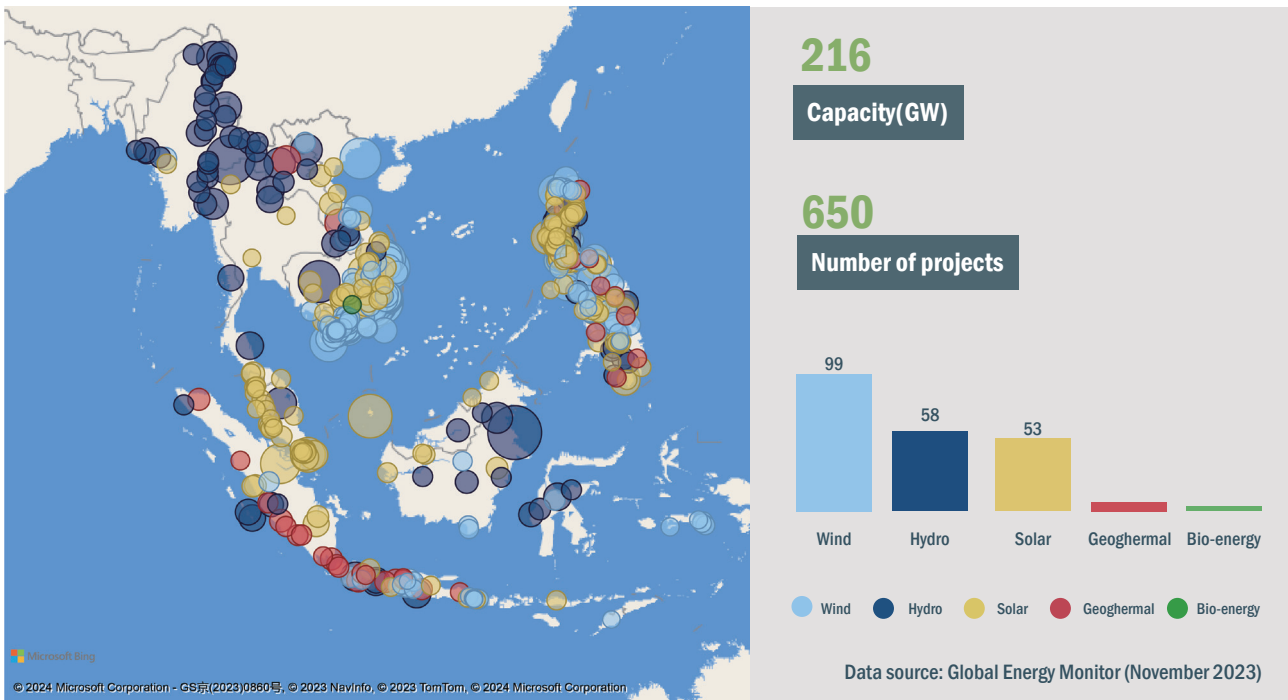 216
Capacity(GW)
650
Number of projects
99
58
53
Wind
Hydro
Solar
Geoghermal
Bio-energy
Wind
Hydro
Solar
Geoghermal
Bio-energy
Data source: Global Energy Monitor (November 2023)
Microsoft Bing
© 2024 Microsoft Corporation - GS京(2023)0860号, © 2023 NavInfo, © 2023 TomTom, © 2024 Microsoft Corporation